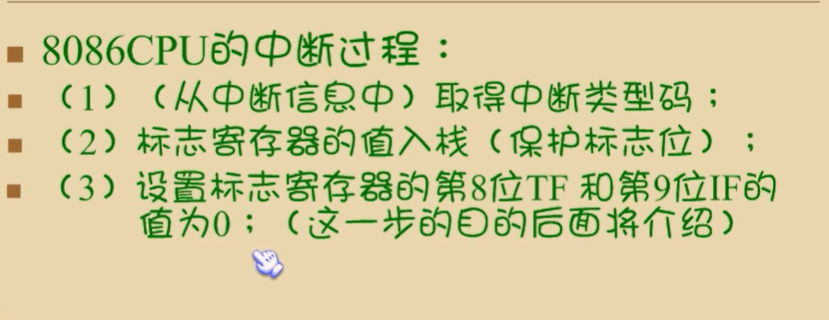 8086CPU的中断过程：
（1）（从中断信息中）取得中断类型码；
（2）标志寄存器的值入栈（保护标志位）；
（3）设置标志寄存器的第8位TF 和第9位IF的
值为0；（这一步的目的后面将介绍）